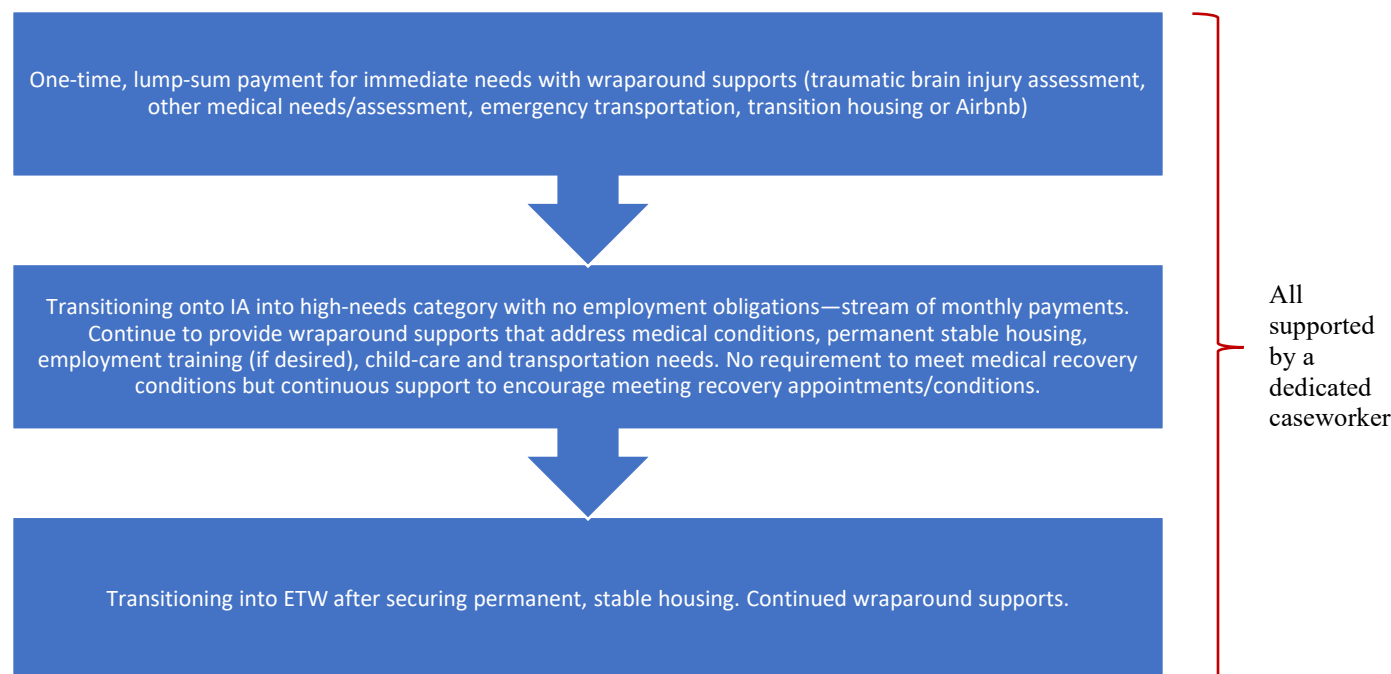 One-time, lump-sum payment for immediate needs with wraparound supports (traumatic brain injury assessment,
other medical needs/assessment, emergency transportation, transition housing or Airbnb)
Transitioning onto IA into high-needs category with no employment obligations—stream of monthly payments.
Continue to provide wraparound supports that address medical conditions, permanent stable housing,
employment training (if desired), child-care and transportation needs. No requirement to meet medical recovery
conditions but continuous support to encourage meeting recovery appointments/conditions.
Transitioning into ETW after securing permanent, stable housing. Continued wraparound supports.
All
supported
by a
dedicated
caseworker